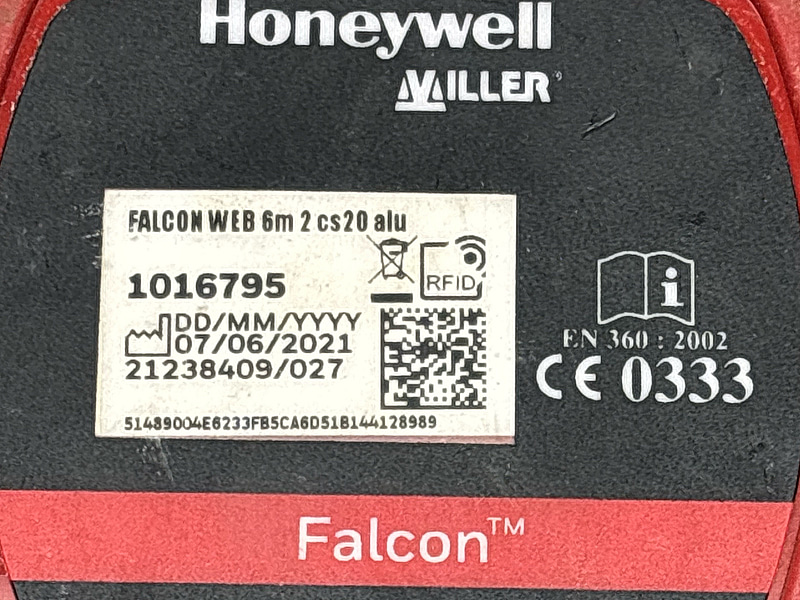 Honeywell
MILLER®
FALCON WEB 6m 2 cs20 alu
RFID
1016795
DD/MM/YYYY
07/06/2021
21238409/027
51489004E6233FB5CA6D51B144128989
i
EN 360 : 2002
CE 0333
Falcon™